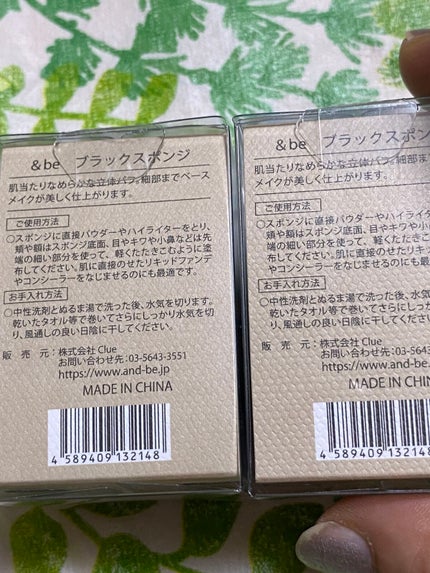 &be ブラックスポンジ
肌当たりなめらかな立体パフ。細部までベース
メイクが美しく仕上がります。
ご使用方法
○スポンジに直接パウダーやハイライターをとり、
頬や額はスポンジ底面、目やキワや小鼻などは先
端の細い部分を使って、軽くたたきこむように塗
布してください。肌に直接のせたリキッドファンデ
やコンシーラーをなじませるのにも最適です。
お手入れ方法
○中性洗剤とぬるま湯で洗った後、水気を切ります。
乾いたタオル等で巻いてさらにしっかり水気を切
り、風通しの良い日陰に干してください。
販 売 元:株式会社 Clue
お問い合わせ先:03-5643-3551
https://www.and-be.jp
MADE IN CHINA
4 589409 132148
&be ブラックスポン
肌当たりなめらかな立体パフ。細部まで
メイクが美しく仕上がります。
ご使用方法
○スポンジに直接パウダーやハイライタ
頬や額はスポンジ底面、目やキワや小鼻
端の細い部分を使って、軽くたたきこむ
布してください。肌に直接のせたリキッ
やコンシーラーをなじませるのにも最
お手入れ方法
○中性洗剤とぬるま湯で洗った後、水
乾いたタオル等で巻いてさらにしっか
り、風通しの良い日陰に干してくださ
販 売 元:株式会社 Clue
お問い合わせ先:03-564
https://www.and-be.j
MADE IN CHIN
4 589409 13214